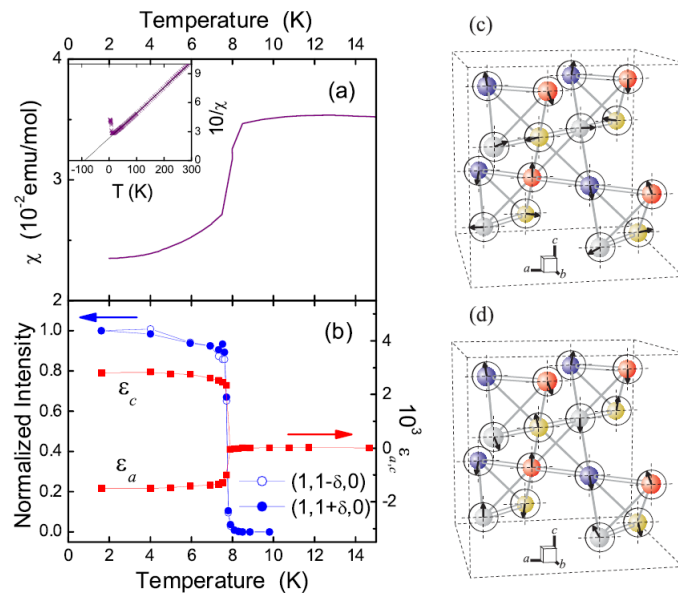 Temperature (K)
0 2 4 6 8 10 12 14
(c)
4
(a)
10
9
6
3
0
10/χ
0 100 200 300
T (K)
3
χ (10⁻²emu/mol)
2
a
c
b
(d)
(b)
1.0
0.8
0.6
0.4
0.2
0.0
Normalized Intensity
ε_c
ε_a
4
2
0
-2
10³ ε_a,c
(1,1-δ,0)
(1,1+δ,0)
0 2 4 6 8 10 12 14
Temperature (K)
a
c
b